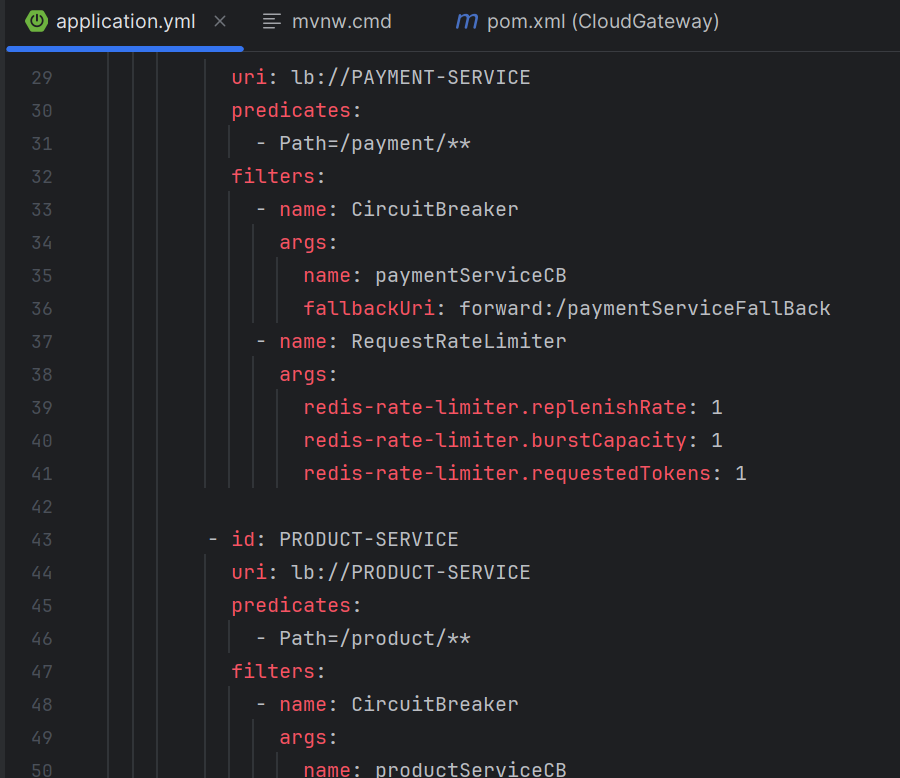 application.yml × mvnw.cmd m pom.xml (CloudGateway)
29 uri: lb://PAYMENT-SERVICE
30 predicates:
31 - Path=/payment/**
32 filters:
33 - name: CircuitBreaker
34 args:
35 name: paymentServiceCB
36 fallbackUri: forward:/paymentServiceFallBack
37 - name: RequestRateLimiter
38 args:
39 redis-rate-limiter.replenishRate: 1
40 redis-rate-limiter.burstCapacity: 1
41 redis-rate-limiter.requestedTokens: 1
42
43 - id: PRODUCT-SERVICE
44 uri: lb://PRODUCT-SERVICE
45 predicates:
46 - Path=/product/**
47 filters:
48 - name: CircuitBreaker
49 args:
50 name: productServiceCB